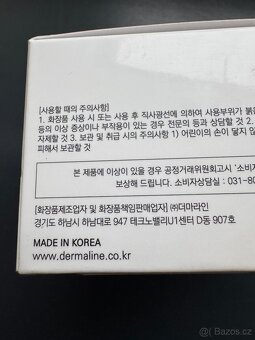 [사용할 때의 주의사항]
1. 화장품 사용 시 또는 사용 후 직사광선에 의하여 사용부위가 붉은
등의 이상 증상이나 부작용이 있는 경우 전문의 등과 상담할 것 2.
자제할 것 3. 보관 및 취급 시의 주의사항 1) 어린이의 손이 닿지 않
피해서 보관할 것
본 제품에 이상이 있을 경우 공정거래위원회고시 '소비자
보상해 드립니다. 소비자상담실 : 031-80
[화장품제조업자 및 화장품책임판매업자] ㈜더마라인
경기도 하남시 하남대로 947 테크노밸리U1센터 D동 907호
MADE IN KOREA
www.dermaline.co.kr
bazos.cz